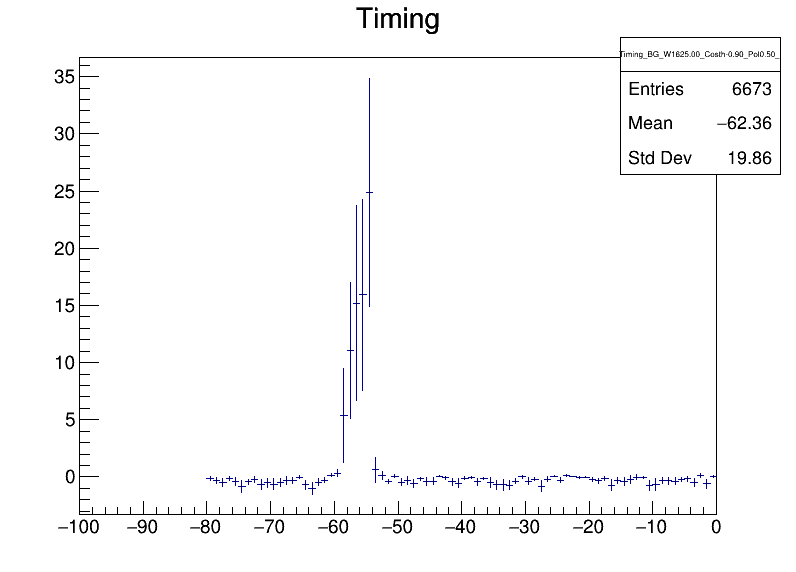 Timing
Timing_BG_W1625.00_Costh-0.90_Pol0.50_
Entries 6673
Mean −62.36
Std Dev 19.86
35
30
25
20
15
10
5
0
−100 −90 −80 −70 −60 −50 −40 −30 −20 −10 0